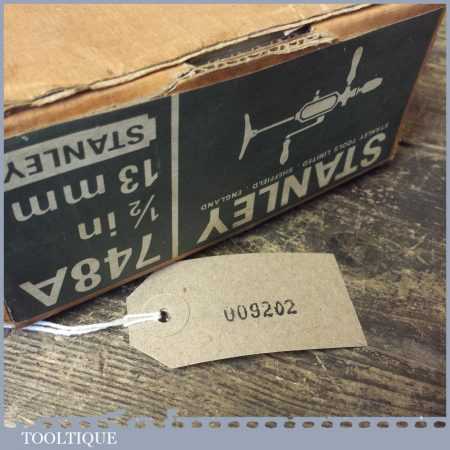 748A
1/2 in
13 mm
STANLEY
STANLEY
STANLEY TOOLS LIMITED · SHEFFIELD · ENGLAND
009202
TOOLTIQUE